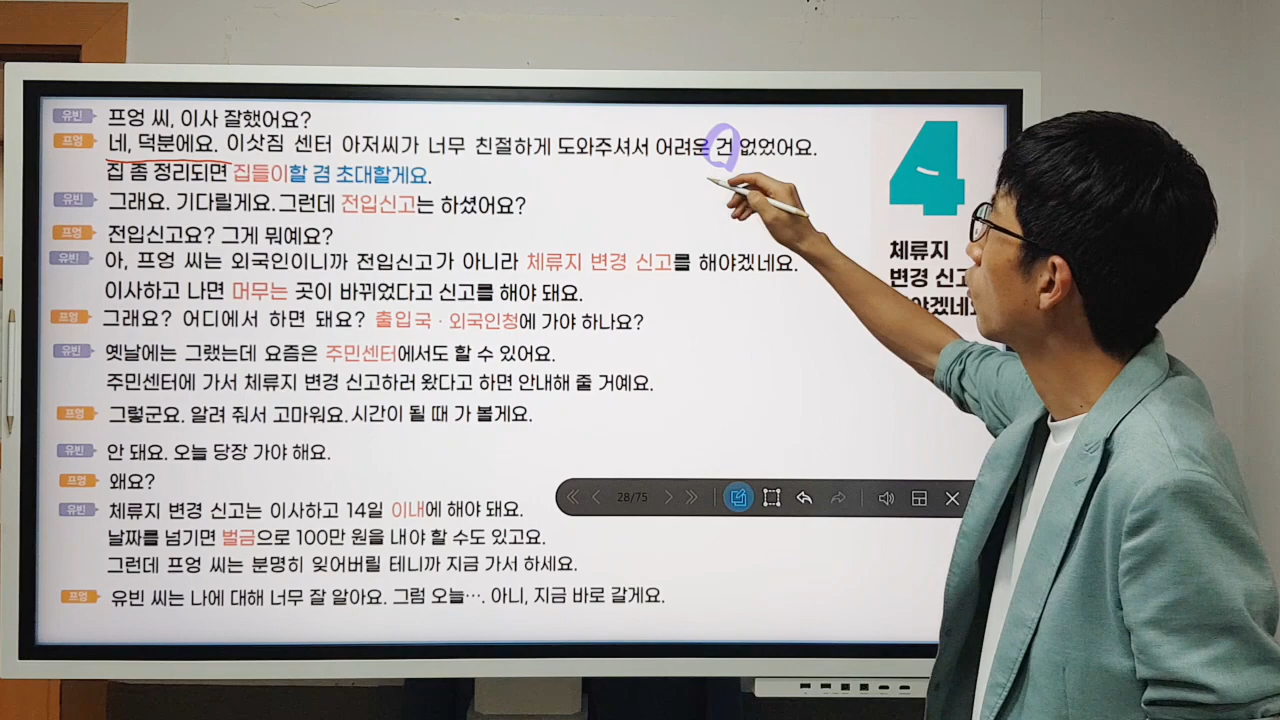 유빈 프엉 씨, 이사 잘했어요?
프엉 네, 덕분에요. 이삿짐 센터 아저씨가 너무 친절하게 도와주셔서 어려운 건 없었어요.
집 좀 정리되면 집들이할 겸 초대할게요.
유빈 그래요. 기다릴게요. 그런데 전입신고는 하셨어요?
프엉 전입신고요? 그게 뭐예요?
유빈 아, 프엉 씨는 외국인이니까 전입신고가 아니라 체류지 변경 신고를 해야겠네요.
이사하고 나면 머무는 곳이 바뀌었다고 신고를 해야 돼요.
프엉 그래요? 어디에서 하면 돼요? 출입국·외국인청에 가야 하나요?
유빈 옛날에는 그랬는데 요즘은 주민센터에서도 할 수 있어요.
주민센터에 가서 체류지 변경 신고하러 왔다고 하면 안내해 줄 거예요.
프엉 그렇군요. 알려 줘서 고마워요. 시간이 될 때 가 볼게요.
유빈 안 돼요. 오늘 당장 가야 해요.
프엉 왜요?
유빈 체류지 변경 신고는 이사하고 14일 이내에 해야 돼요.
날짜를 넘기면 벌금으로 100만 원을 내야 할 수도 있고요.
그런데 프엉 씨는 분명히 잊어버릴 테니까 지금 가서 하세요.
프엉 유빈 씨는 나에 대해 너무 잘 알아요. 그럼 오늘…. 아니, 지금 바로 갈게요.
4
체류지
변경 신고
야겠네
28/75